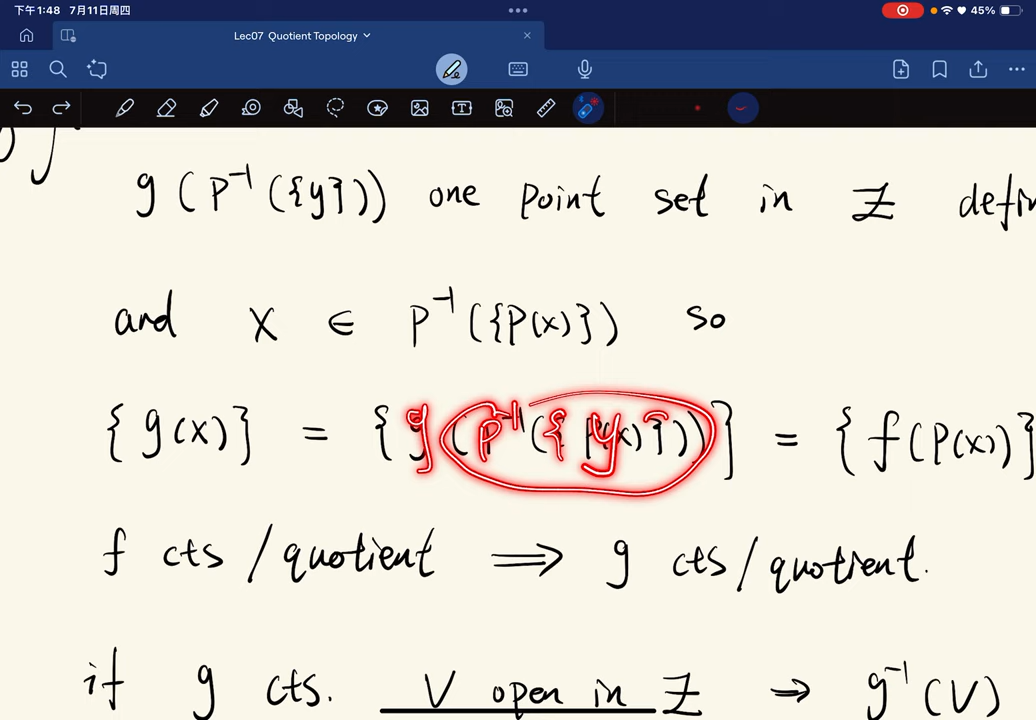 下午1:48 7月11日周四
45%
Lec07 Quotient Topology
g (P⁻¹({y})) one point set in Z
and x ∈ P⁻¹({P(x)}) so
{g(x)} = {g(P⁻¹({P(x)}))} = {f(P(x)}
g P⁻¹ { y }
f cts / quotient ⟹ g cts / quotient.
if g cts. V open in Z → g⁻¹(V)